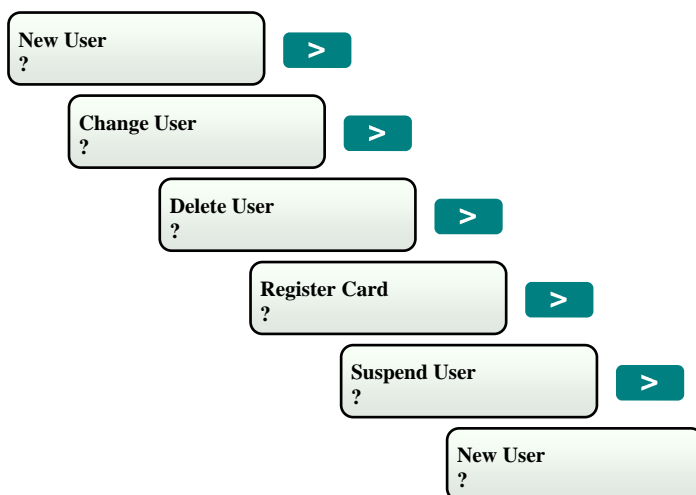 New User
?
>
Change User
?
>
Delete User
?
>
Register Card
?
>
Suspend User
?
>
New User
?